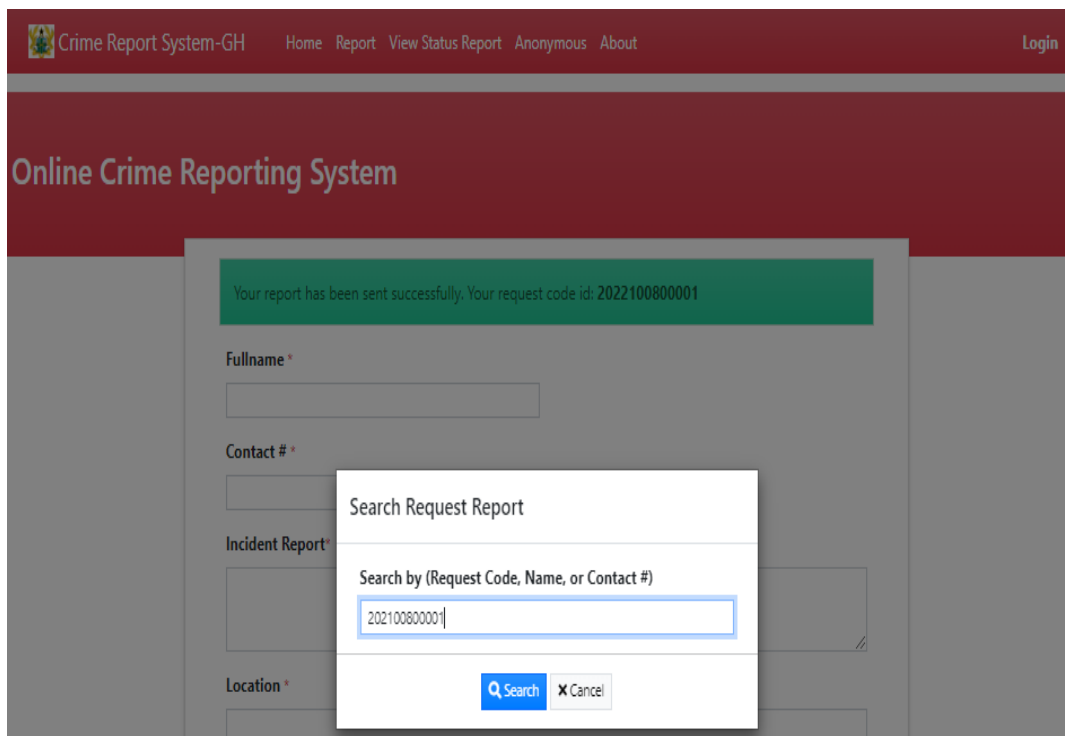 Crime Report System-GH Home Report View Status Report Anonymous About Login
Online Crime Reporting System
Your report has been sent successfully. Your request code id: 2022100800001
Fullname *
Contact # *
Search Request Report
Incident Report*
Search by (Request Code, Name, or Contact #)
202100800001
Location *
Search Cancel